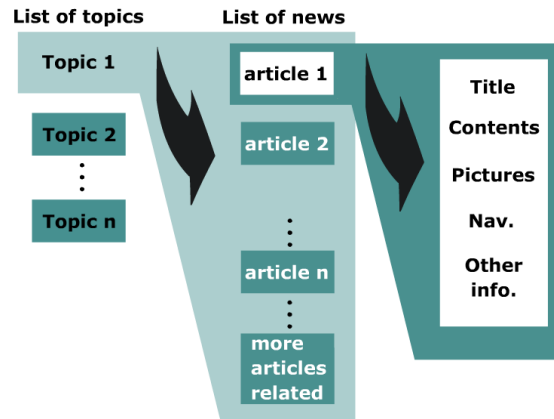 List of topics
Topic 1
Topic 2
Topic n
List of news
article 1
article 2
article n
more
articles
related
Title
Contents
Pictures
Nav.
Other
info.